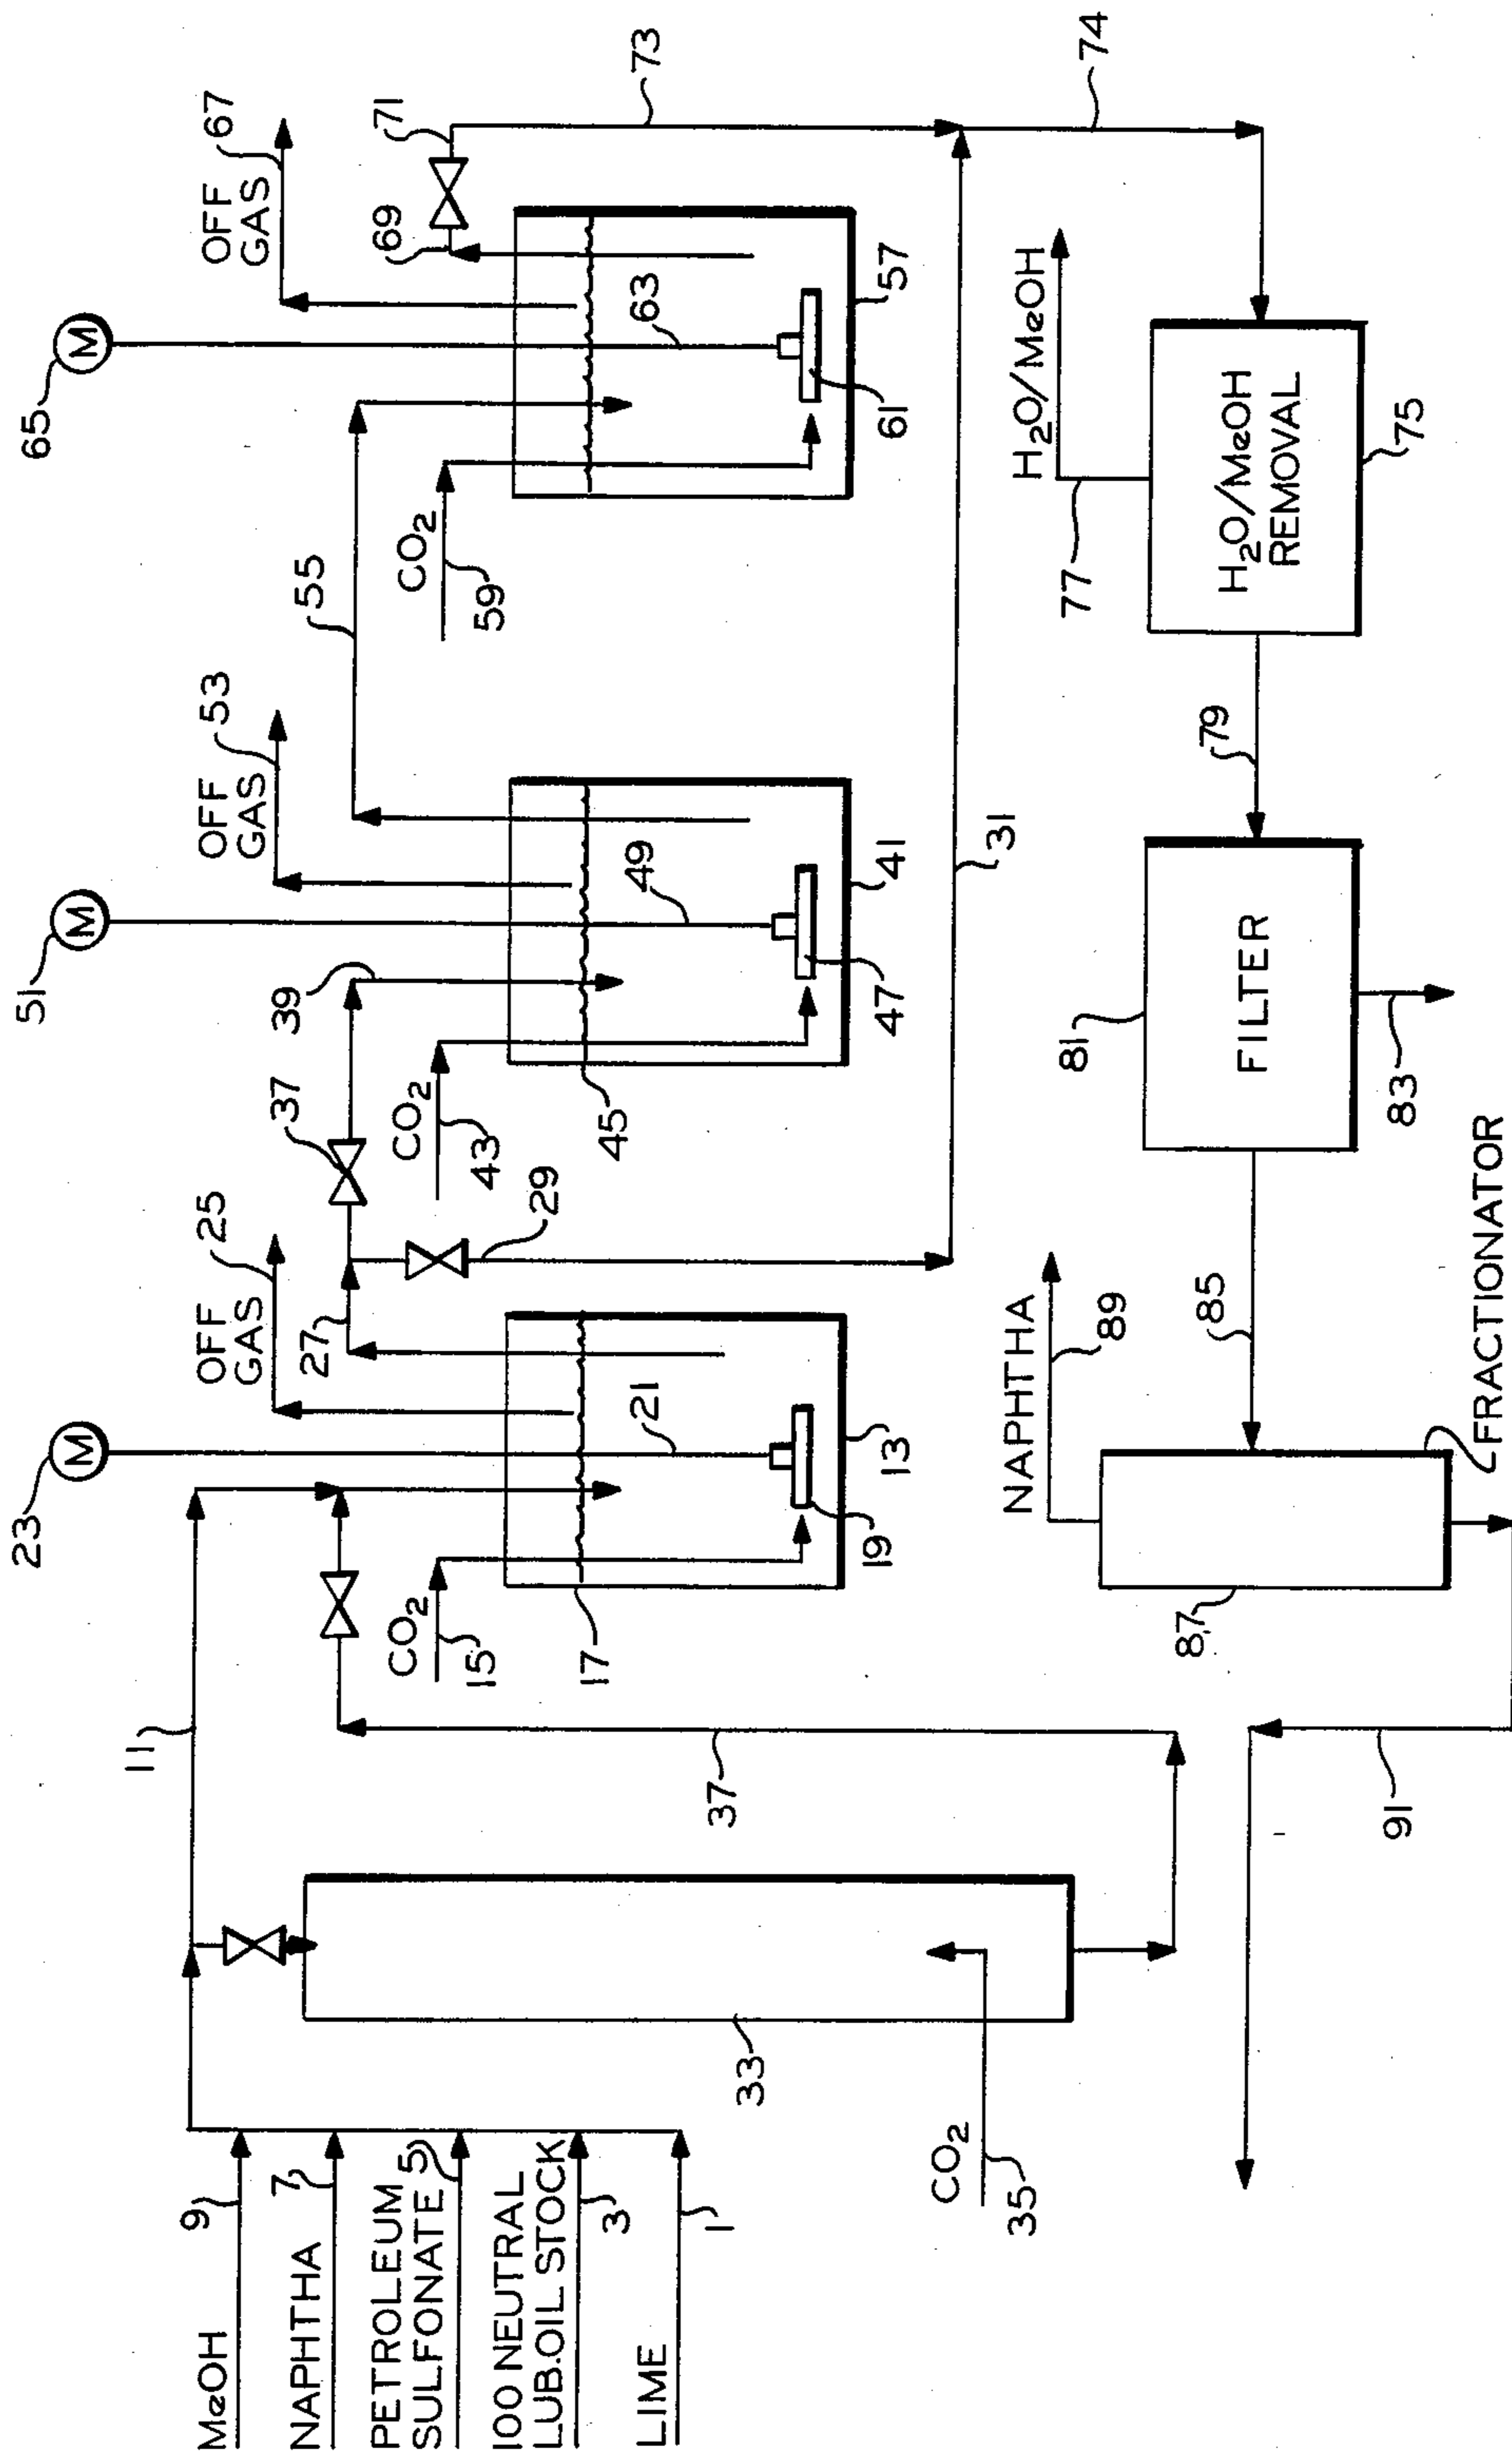 MeOH
9
NAPHTHA
7
PETROLEUM
SULFONATE
5
100 NEUTRAL
LUB.OIL STOCK
3
LIME
1
11
33
CO2
35
37
23
M
OFF
GAS
25
27
CO2
15
17
21
19
13
37
29
39
51
M
OFF
GAS
53
CO2
43
45
49
47
41
55
31
65
M
OFF
GAS
67
CO2
59
63
61
57
69
71
73
74
H2O/MeOH
77
H2O/MeOH
REMOVAL
75
79
81
FILTER
83
85
NAPHTHA
89
87
FRACTIONATOR
91